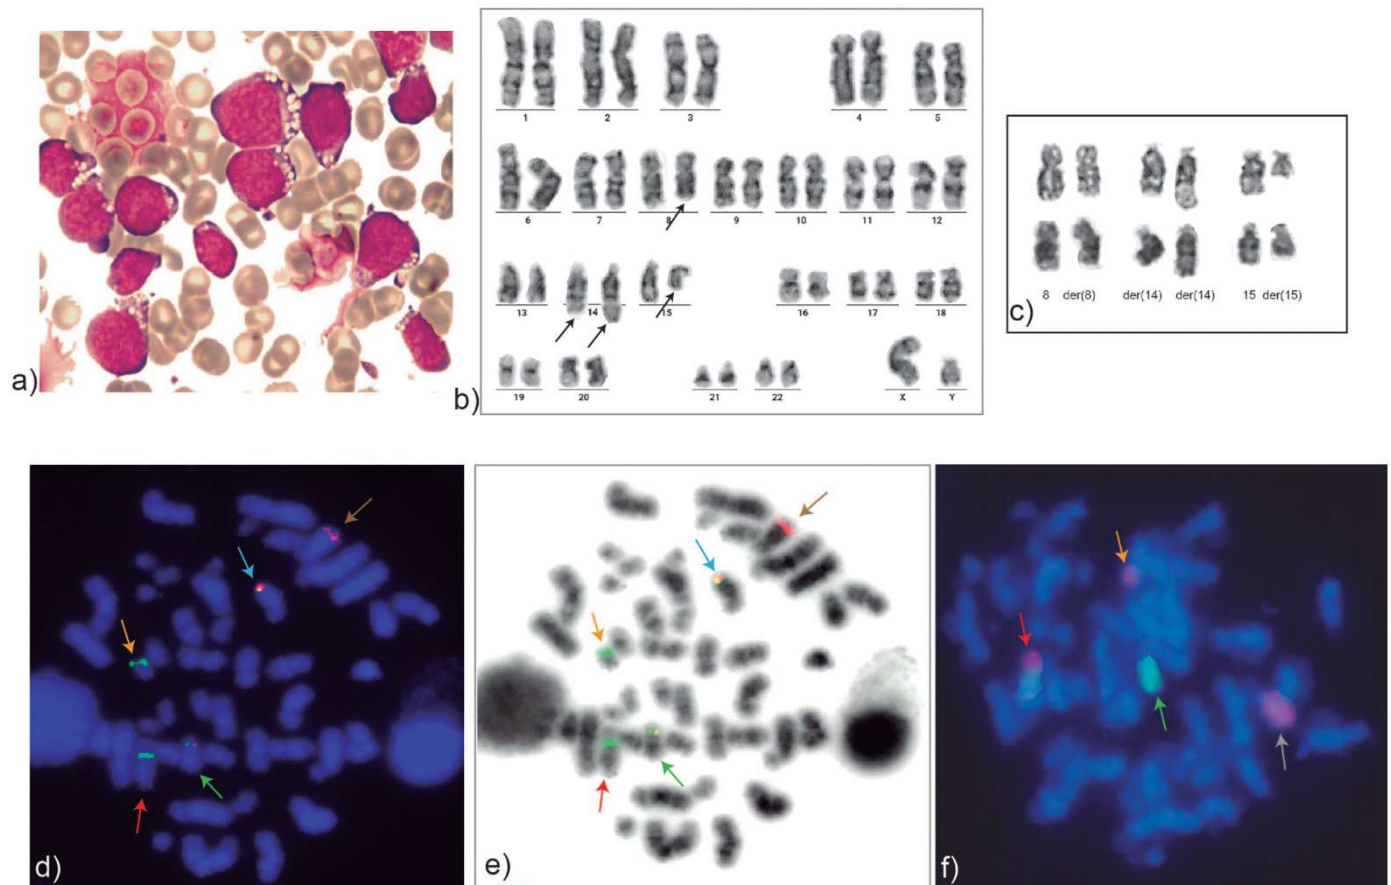 a)
b)
1 2 3 4 5
6 7 8 9 10 11 12
13 14 15 16 17 18
19 20 21 22 X Y
c)
8 der(8) der(14) der(14) 15 der(15)
d)
e)
f)